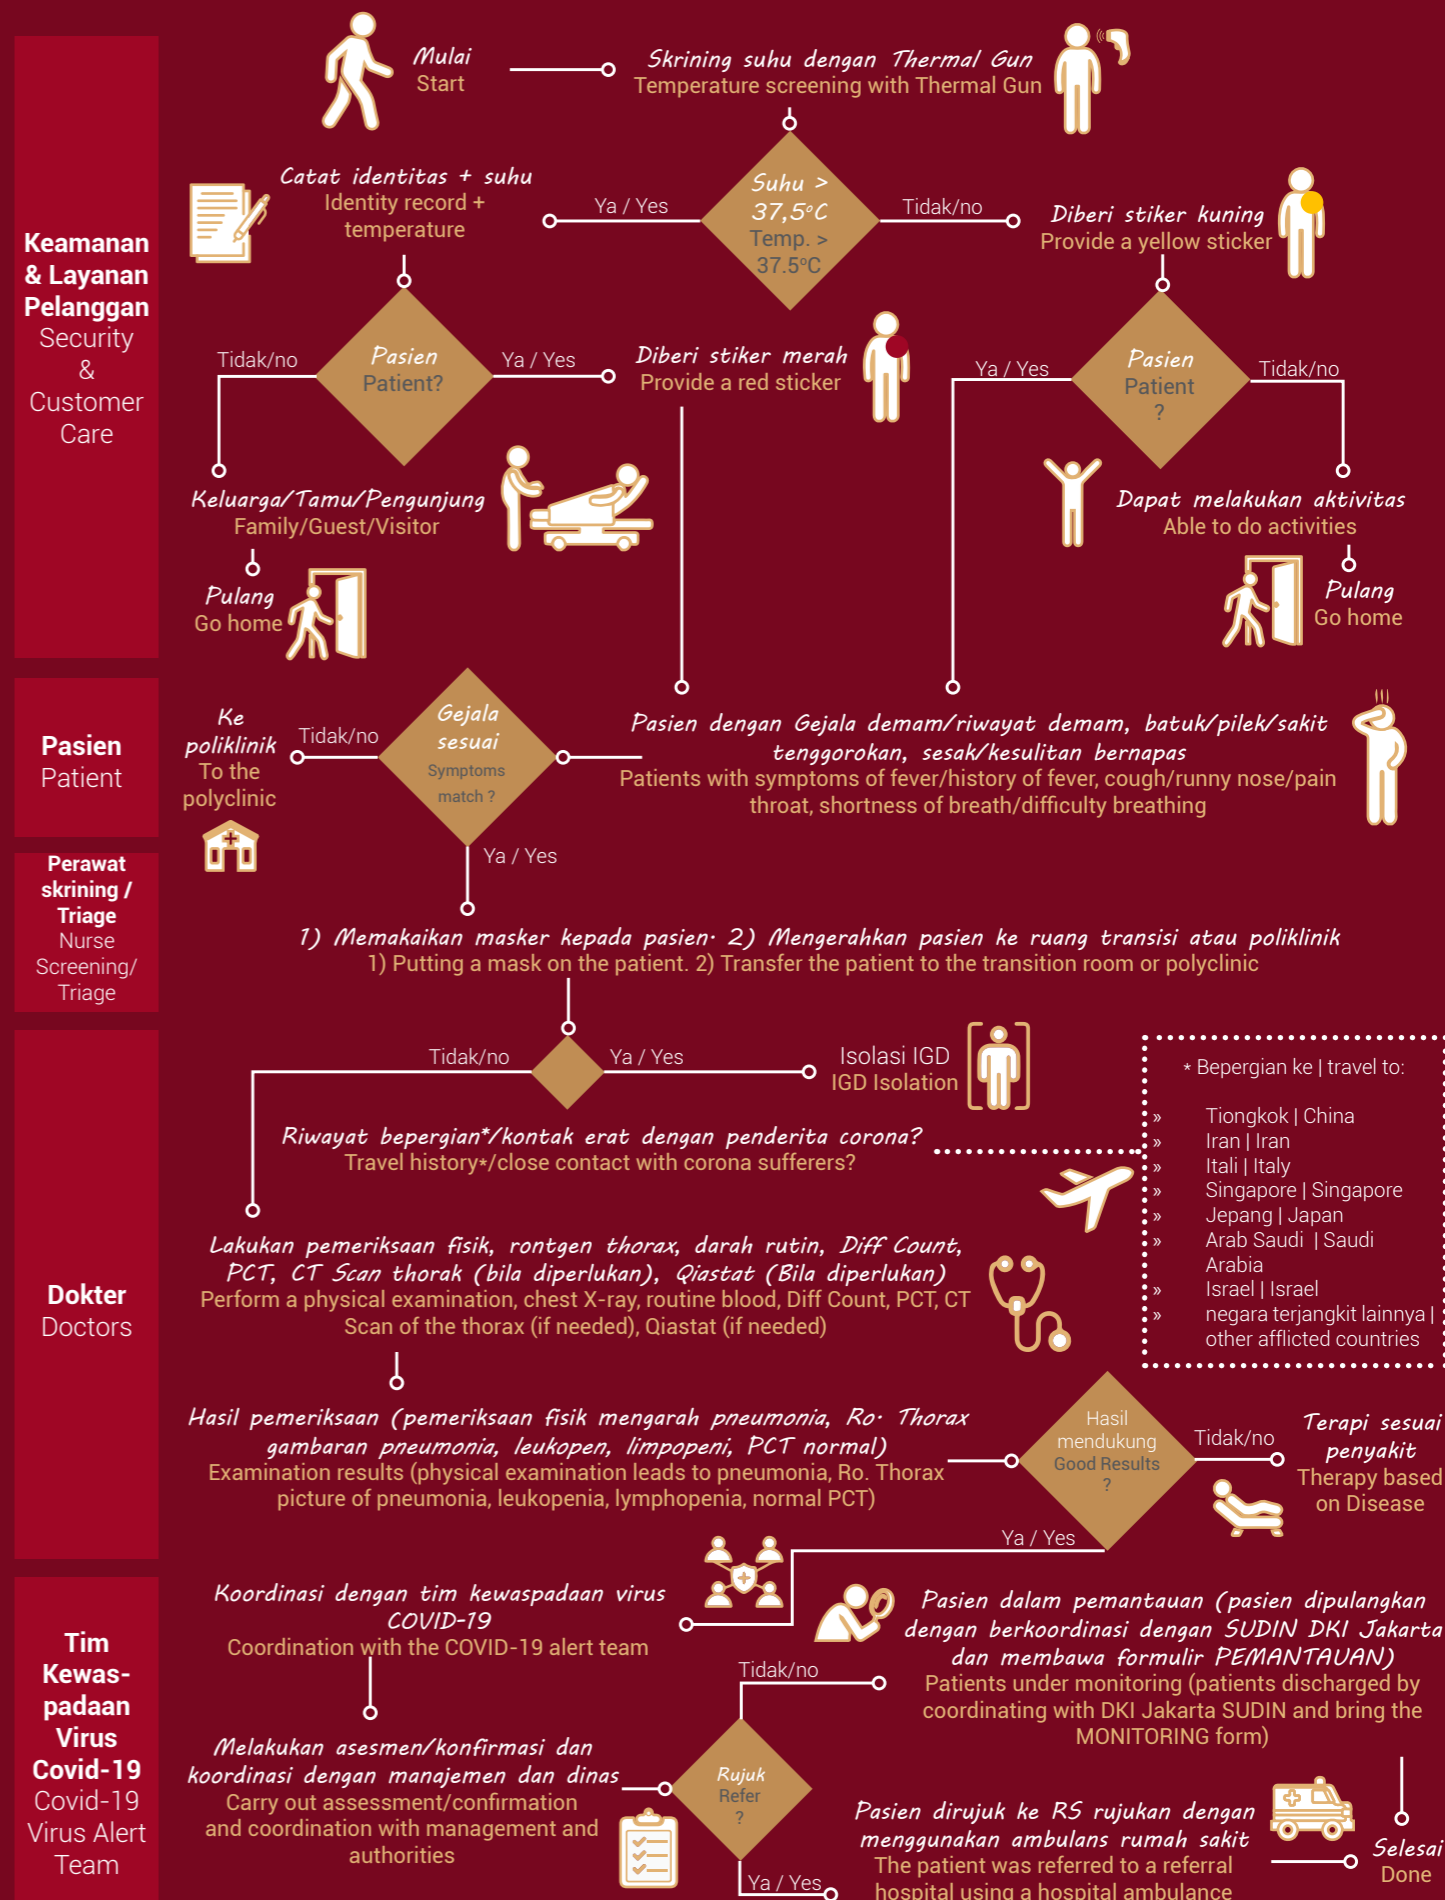 Mulai
Start
Skrining suhu dengan Thermal Gun
Temperature screening with Thermal Gun
Keamanan
& Layanan
Pelanggan
Security
&
Customer
Care
Catat identitas + suhu
Identity record +
temperature
Ya / Yes
Suhu >
37,5°C
Temp. >
37.5°C
Tidak/no
Diberi stiker kuning
Provide a yellow sticker
Tidak/no
Pasien
Patient?
Ya / Yes
Diberi stiker merah
Provide a red sticker
Ya / Yes
Pasien
Patient
?
Tidak/no
Keluarga/Tamu/Pengunjung
Family/Guest/Visitor
Pulang
Go home
Dapat melakukan aktivitas
Able to do activities
Pulang
Go home
Pasien
Patient
Ke
poliklinik
To the
polyclinic
Tidak/no
Gejala
sesuai
Symptoms
match ?
Ya / Yes
Pasien dengan Gejala demam/riwayat demam, batuk/pilek/sakit
tenggorokan, sesak/kesulitan bernapas
Patients with symptoms of fever/history of fever, cough/runny nose/pain
throat, shortness of breath/difficulty breathing
Perawat
skrining /
Triage
Nurse
Screening/
Triage
1) Memakaikan masker kepada pasien. 2) Mengerahkan pasien ke ruang transisi atau poliklinik
1) Putting a mask on the patient. 2) Transfer the patient to the transition room or polyclinic
Dokter
Doctors
Tidak/no
Ya / Yes
Isolasi IGD
IGD Isolation
Riwayat bepergian*/kontak erat dengan penderita corona?
Travel history*/close contact with corona sufferers?
* Bepergian ke | travel to:
» Tiongkok | China
» Iran | Iran
» Itali | Italy
» Singapore | Singapore
» Jepang | Japan
» Arab Saudi | Saudi
Arabia
» Israel | Israel
» negara terjangkit lainnya |
other afflicted countries
Lakukan pemeriksaan fisik, rontgen thorax, darah rutin, Diff Count,
PCT, CT Scan thorak (bila diperlukan), Qiastat (Bila diperlukan)
Perform a physical examination, chest X-ray, routine blood, Diff Count, PCT, CT
Scan of the thorax (if needed), Qiastat (if needed)
Hasil pemeriksaan (pemeriksaan fisik mengarah pneumonia, Ro. Thorax
gambaran pneumonia, leukopen, limpopeni, PCT normal)
Examination results (physical examination leads to pneumonia, Ro. Thorax
picture of pneumonia, leukopenia, lymphopenia, normal PCT)
Hasil
mendukung
Good Results
?
Tidak/no
Terapi sesuai
penyakit
Therapy based
on Disease
Ya / Yes
Tim
Kewas-
padaan
Virus
Covid-19
Covid-19
Virus Alert
Team
Koordinasi dengan tim kewaspadaan virus
COVID-19
Coordination with the COVID-19 alert team
Melakukan asesmen/konfirmasi dan
koordinasi dengan manajemen dan dinas
Carry out assessment/confirmation
and coordination with management and
authorities
Rujuk
Refer
?
Tidak/no
Pasien dalam pemantauan (pasien dipulangkan
dengan berkoordinasi dengan SUDIN DKI Jakarta
dan membawa formulir PEMANTAUAN)
Patients under monitoring (patients discharged by
coordinating with DKI Jakarta SUDIN and bring the
MONITORING form)
Ya / Yes
Pasien dirujuk ke RS rujukan dengan
menggunakan ambulans rumah sakit
The patient was referred to a referral
hospital using a hospital ambulance
Selesai
Done